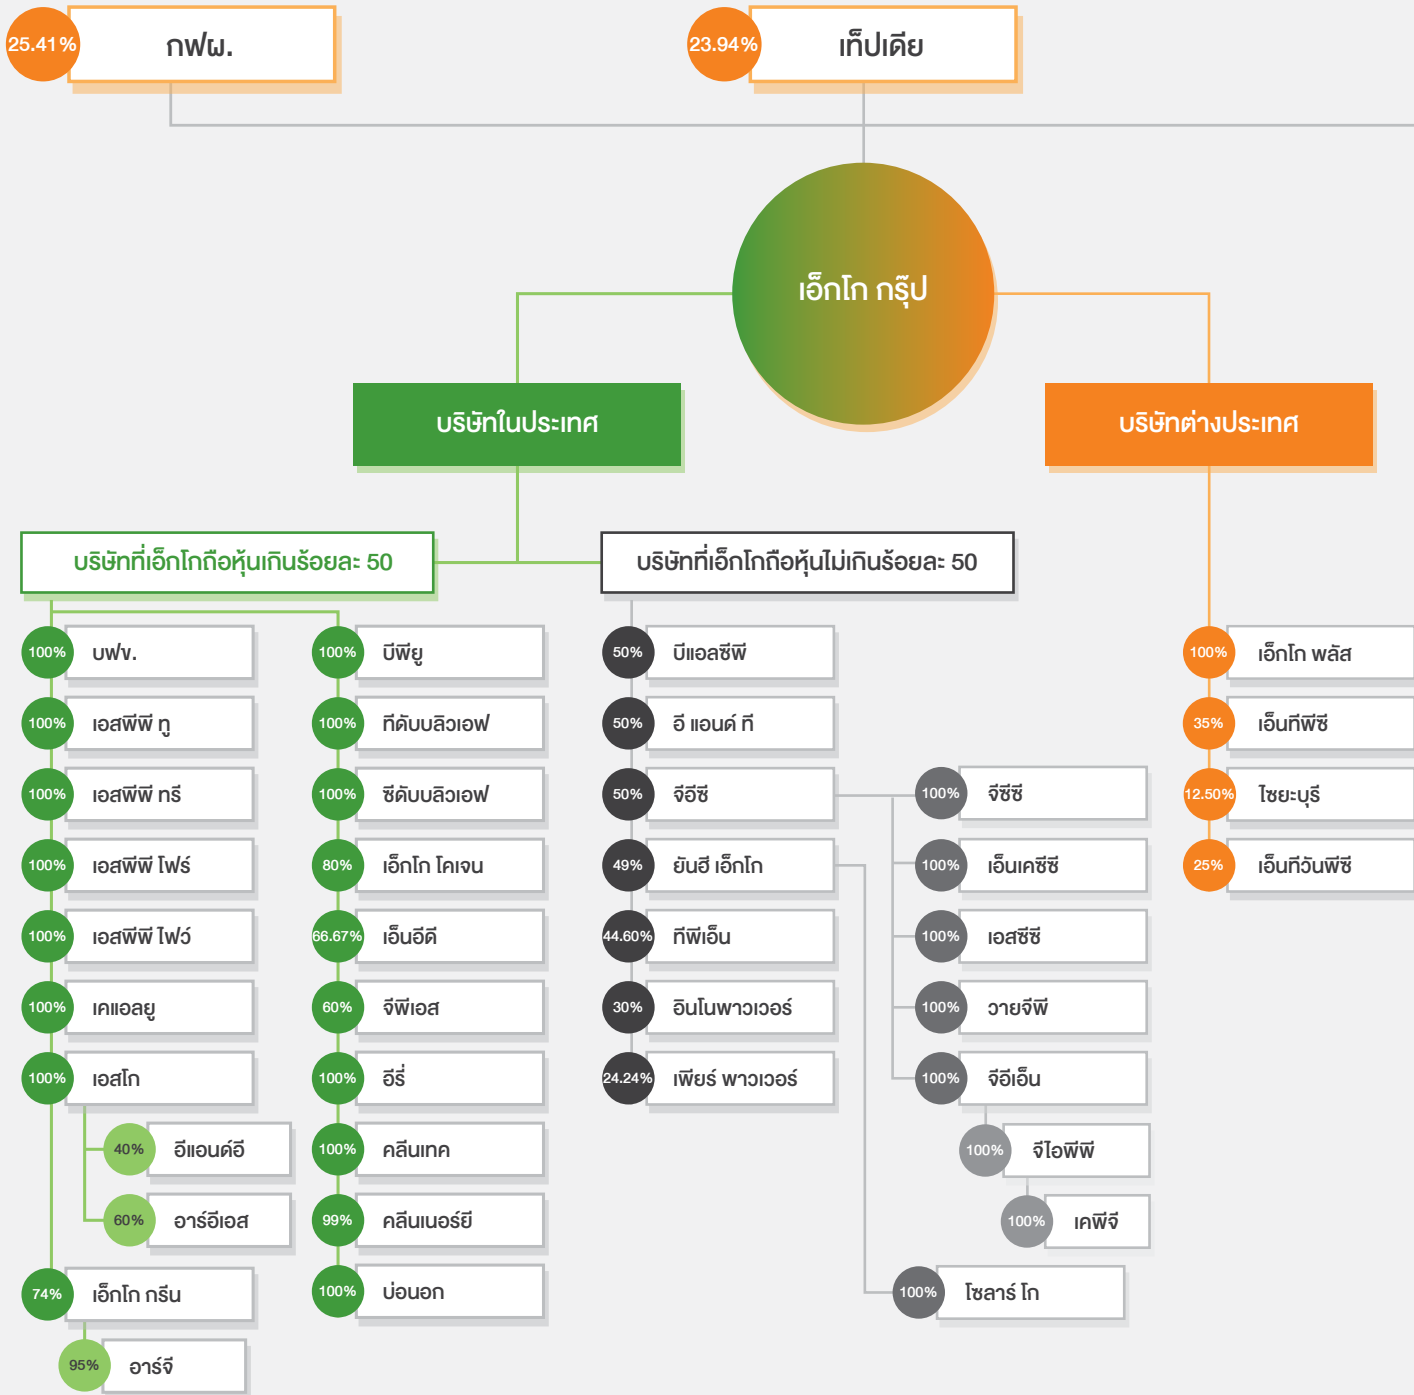 25.41% กฟผ.
23.94% เท็ปเดีย
เอ็กโก กรุ๊ป
บริษัทในประเทศ
บริษัทต่างประเทศ
บริษัทที่เอ็กโกถือหุ้นเกินร้อยละ 50
บริษัทที่เอ็กโกถือหุ้นไม่เกินร้อยละ 50
100% บฟข.
100% เอสพีพี ทู
100% เอสพีพี ทรี
100% เอสพีพี โฟร์
100% เอสพีพี ไฟว์
100% เคแอลยู
100% เอสโก
40% อีแอนด์อี
60% อาร์อีเอส
74% เอ็กโก กรีน
95% อาร์จี
100% บีพียู
100% ทีดับบลิวเอฟ
100% ซีดับบลิวเอฟ
80% เอ็กโก โคเจน
66.67% เอ็นอีดี
60% จีพีเอส
100% อีรี่
100% คลีนเทค
99% คลีนเนอร์ยี
100% บ่อนอก
50% บีแอลซีพี
50% อี แอนด์ ที
50% จีอีซี
49% ยันฮี เอ็กโก
44.60% ทีพีเอ็น
30% อินโนพาวเวอร์
24.24% เพียร์ พาวเวอร์
100% จีซีซี
100% เอ็นเคซีซี
100% เอสซีซี
100% วายจีพี
100% จีอีเอ็น
100% จีไอพีพี
100% เคพีจี
100% โซลาร์ โก
100% เอ็กโก พลัส
35% เอ็นทีพีซี
12.50% ไซยะบุรี
25% เอ็นทีวันพีซี